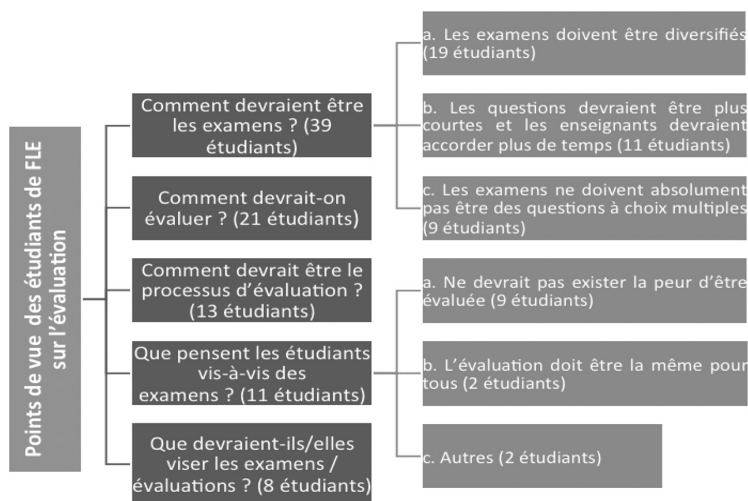 Points de vue des étudiants de FLE
sur l'évaluation
Comment devraient être
les examens ? (39
étudiants)
a. Les examens doivent être diversifiés
(19 étudiants)
b. Les questions devraient être plus
courtes et les enseignants devraient
accorder plus de temps (11 étudiants)
c. Les examens ne doivent absolument
pas être des questions à choix multiples
(9 étudiants)
Comment devrait-on
évaluer ? (21 étudiants)
Comment devrait être le
processus d'évaluation ?
(13 étudiants)
Que pensent les étudiants
vis-à-vis des
examens ? (11 étudiants)
a. Ne devrait pas exister la peur d'être
évaluée (9 étudiants)
b. L'évaluation doit être la même pour
tous (2 étudiants)
c. Autres (2 étudiants)
Que devraient-ils/elles
viser les examens /
évaluations ? (8 étudiants)